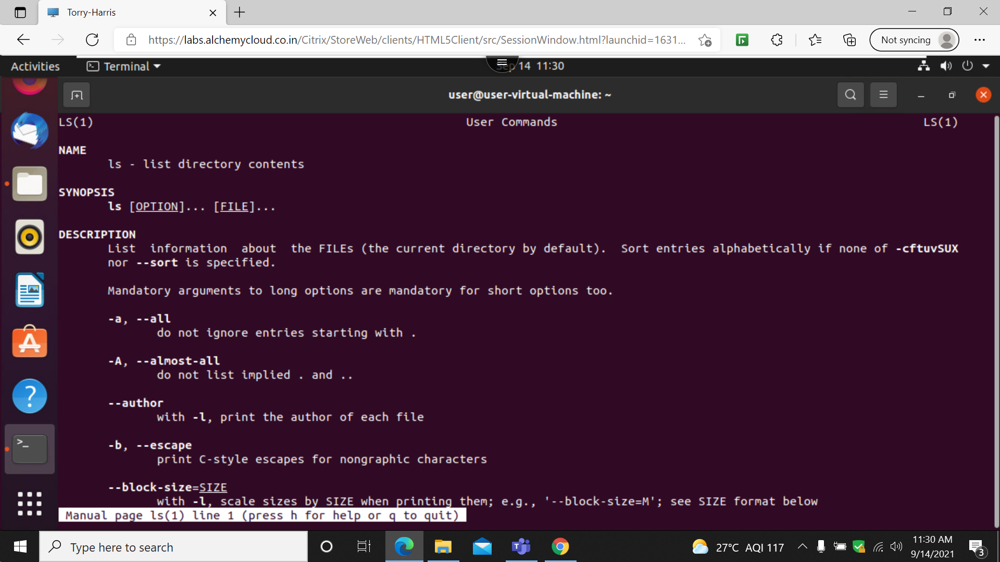 Torry-Harris
https://labs.alchemycloud.co.in/Citrix/StoreWeb/clients/HTML5Client/src/SessionWindow.html?launchid=1631...
Not syncing
Activities
Terminal
Sep 14 11:30
user@user-virtual-machine: ~
LS(1) User Commands LS(1)
NAME
ls - list directory contents
SYNOPSIS
ls [OPTION]... [FILE]...
DESCRIPTION
List information about the FILEs (the current directory by default). Sort entries alphabetically if none of -cftuvSUX
nor --sort is specified.
Mandatory arguments to long options are mandatory for short options too.
-a, --all
do not ignore entries starting with .
-A, --almost-all
do not list implied . and ..
--author
with -l, print the author of each file
-b, --escape
print C-style escapes for nongraphic characters
--block-size=SIZE
with -l, scale sizes by SIZE when printing them; e.g., '--block-size=M'; see SIZE format below
Manual page ls(1) line 1 (press h for help or q to quit)
Type here to search
27°C AQI 117
11:30 AM
9/14/2021
3